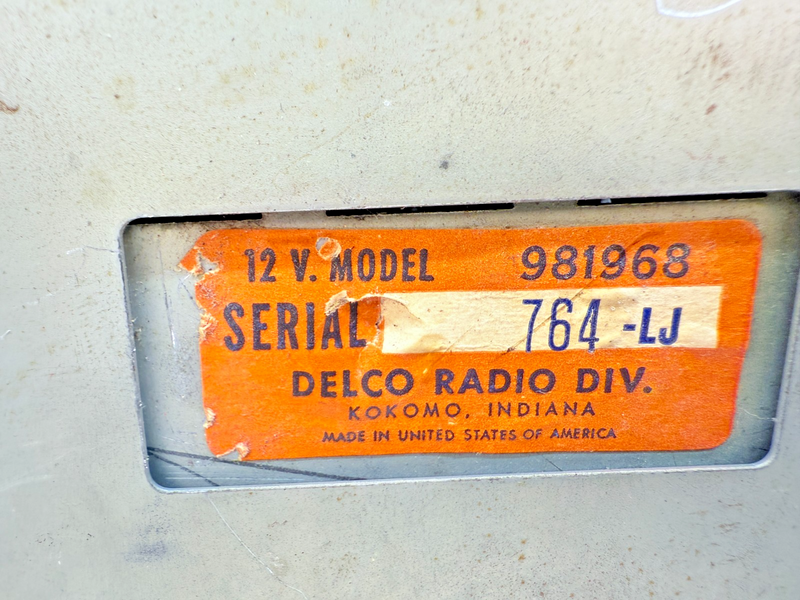 12 V. MODEL 981968
SERIAL 764 -LJ
DELCO RADIO DIV.
KOKOMO, INDIANA
MADE IN UNITED STATES OF AMERICA